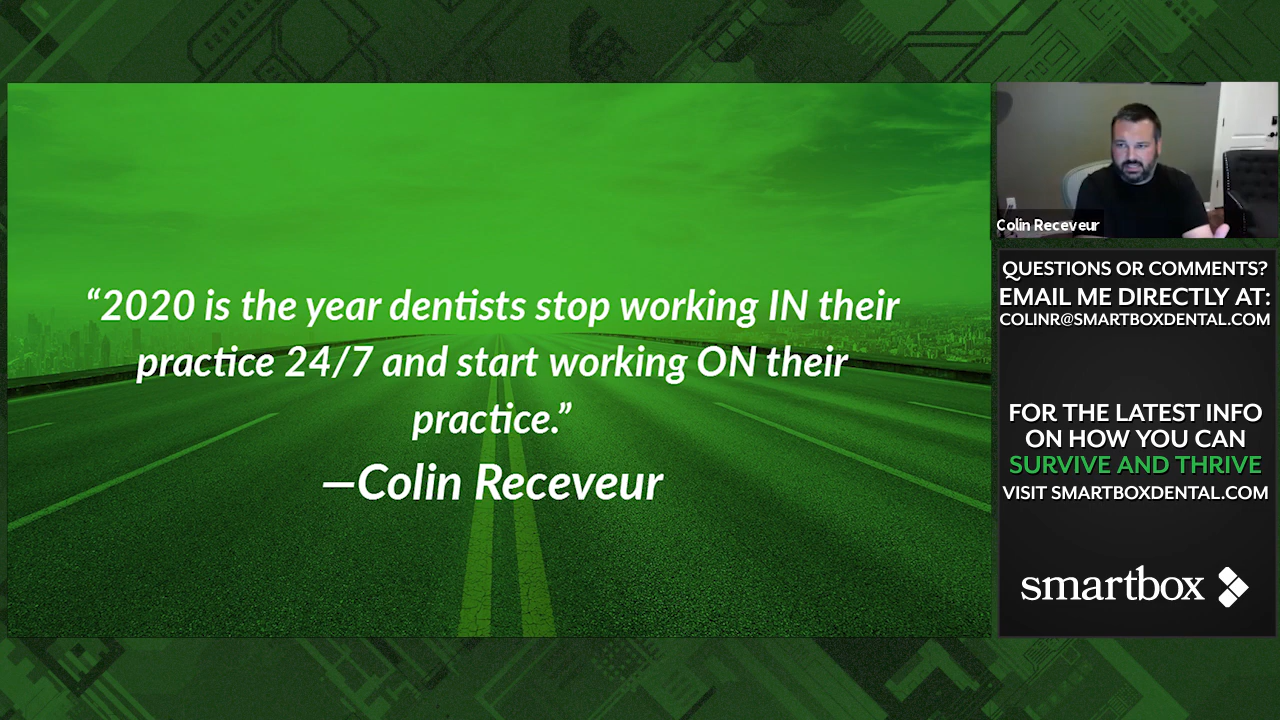 “2020 is the year dentists stop working IN their
practice 24/7 and start working ON their
practice.”
—Colin Receveur
Colin Receveur
QUESTIONS OR COMMENTS?
EMAIL ME DIRECTLY AT:
COLINR@SMARTBOXDENTAL.COM
FOR THE LATEST INFO
ON HOW YOU CAN
SURVIVE AND THRIVE
VISIT SMARTBOXDENTAL.COM
smartbox